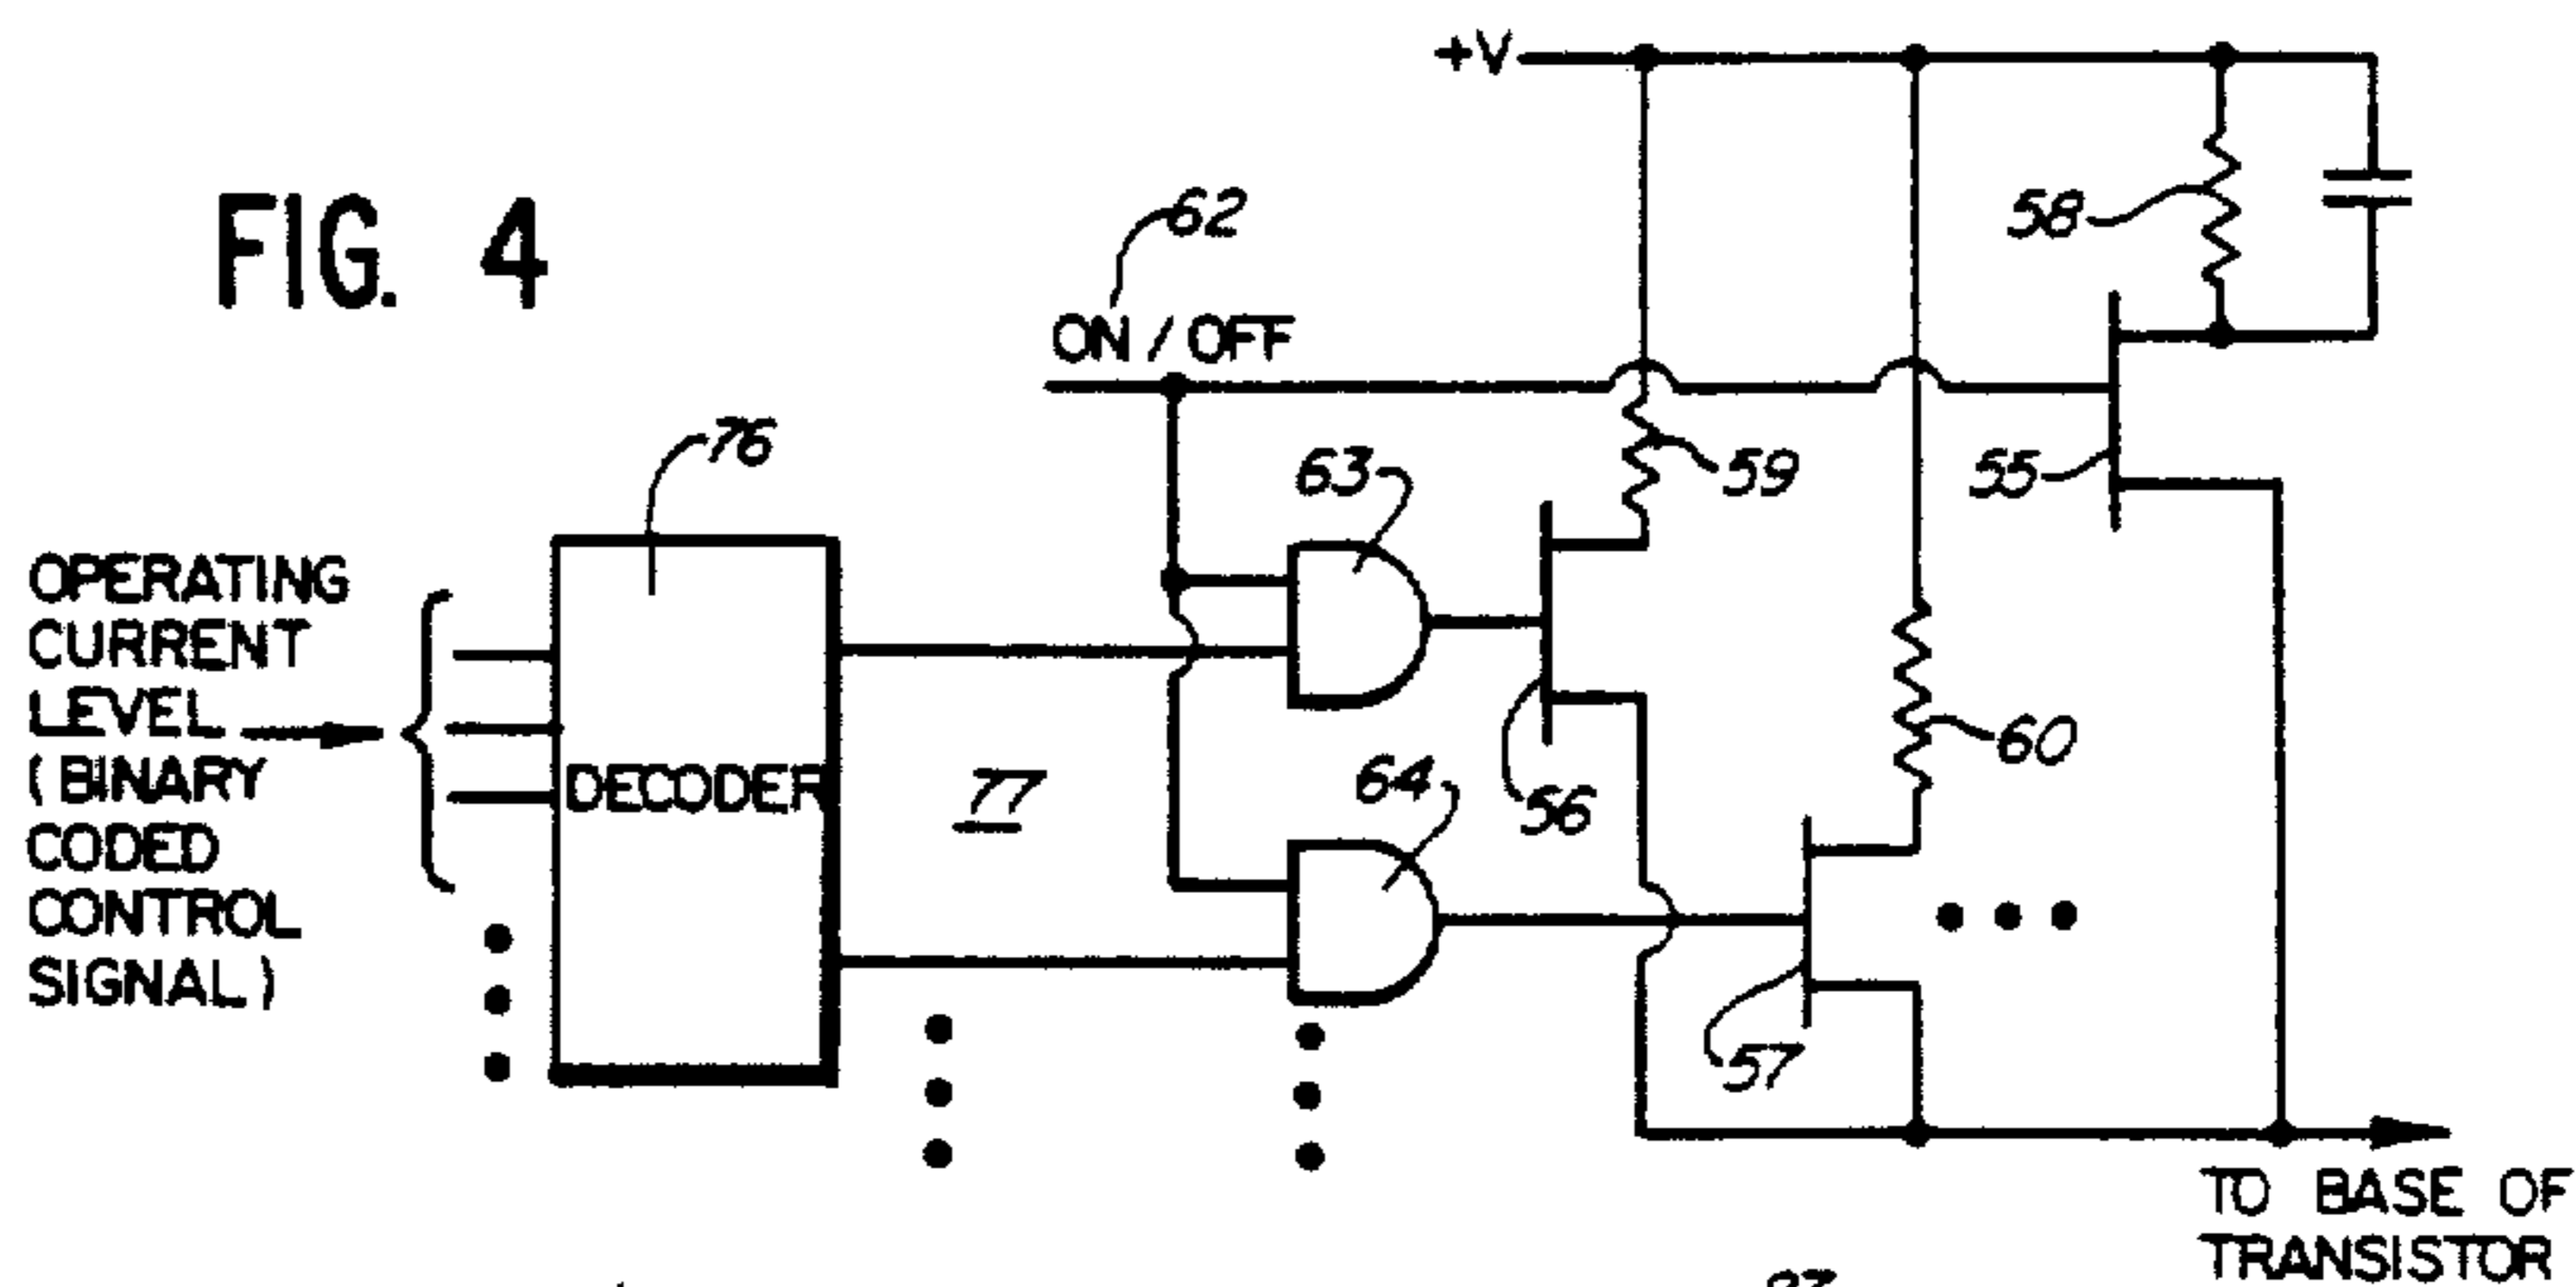 FIG. 4
+V
62
ON / OFF
58
76
63
59
55
OPERATING
CURRENT
LEVEL
(BINARY
CODED
CONTROL
SIGNAL)
DECODER
77
64
56
60
57
TO BASE OF
TRANSISTOR